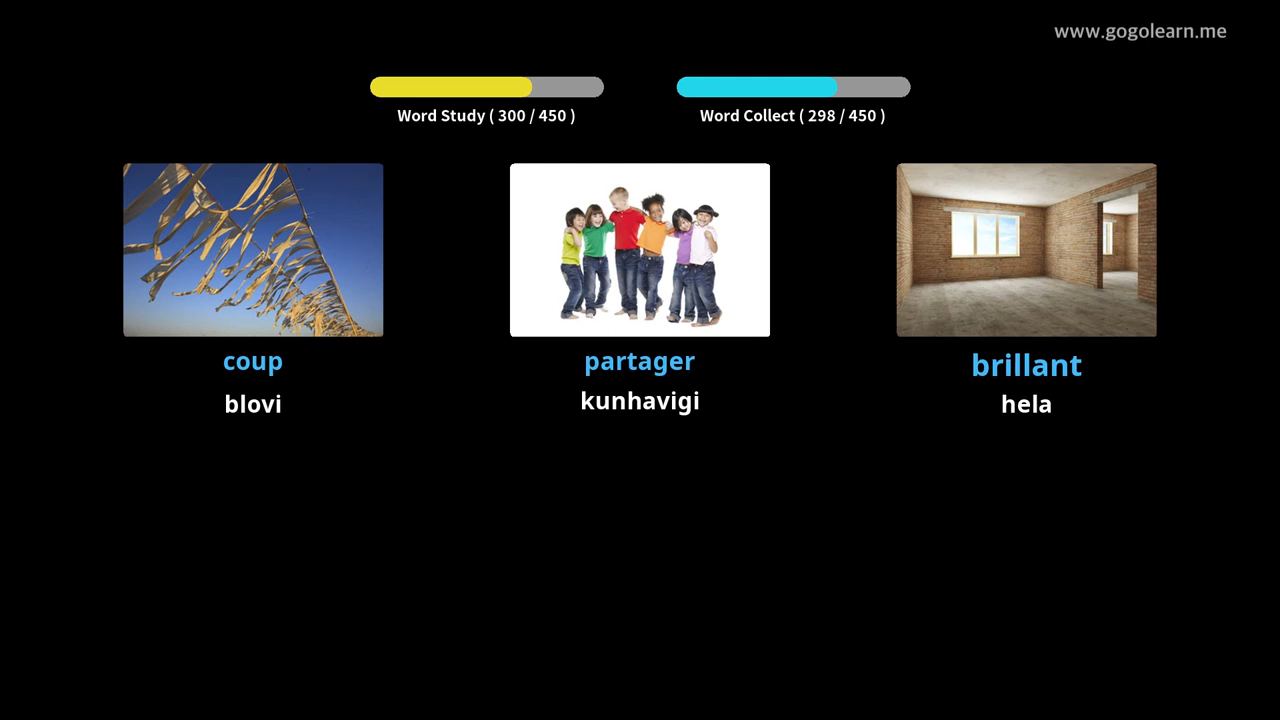 www.gogolearn.me
Word Study ( 300 / 450 )
Word Collect ( 298 / 450 )
coup
blovi
partager
kunhavigi
brillant
hela